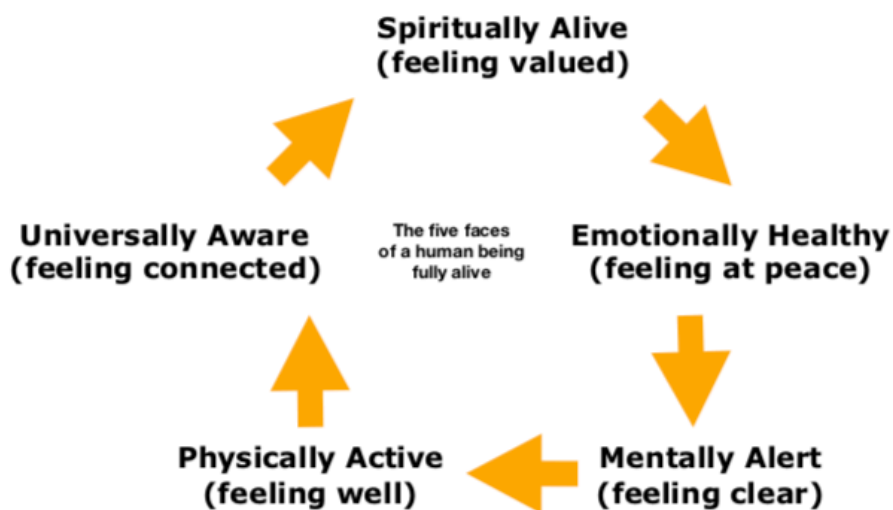 Spiritually Alive
(feeling valued)
Universally Aware
(feeling connected)
The five faces
of a human being
fully alive
Emotionally Healthy
(feeling at peace)
Physically Active
(feeling well)
Mentally Alert
(feeling clear)